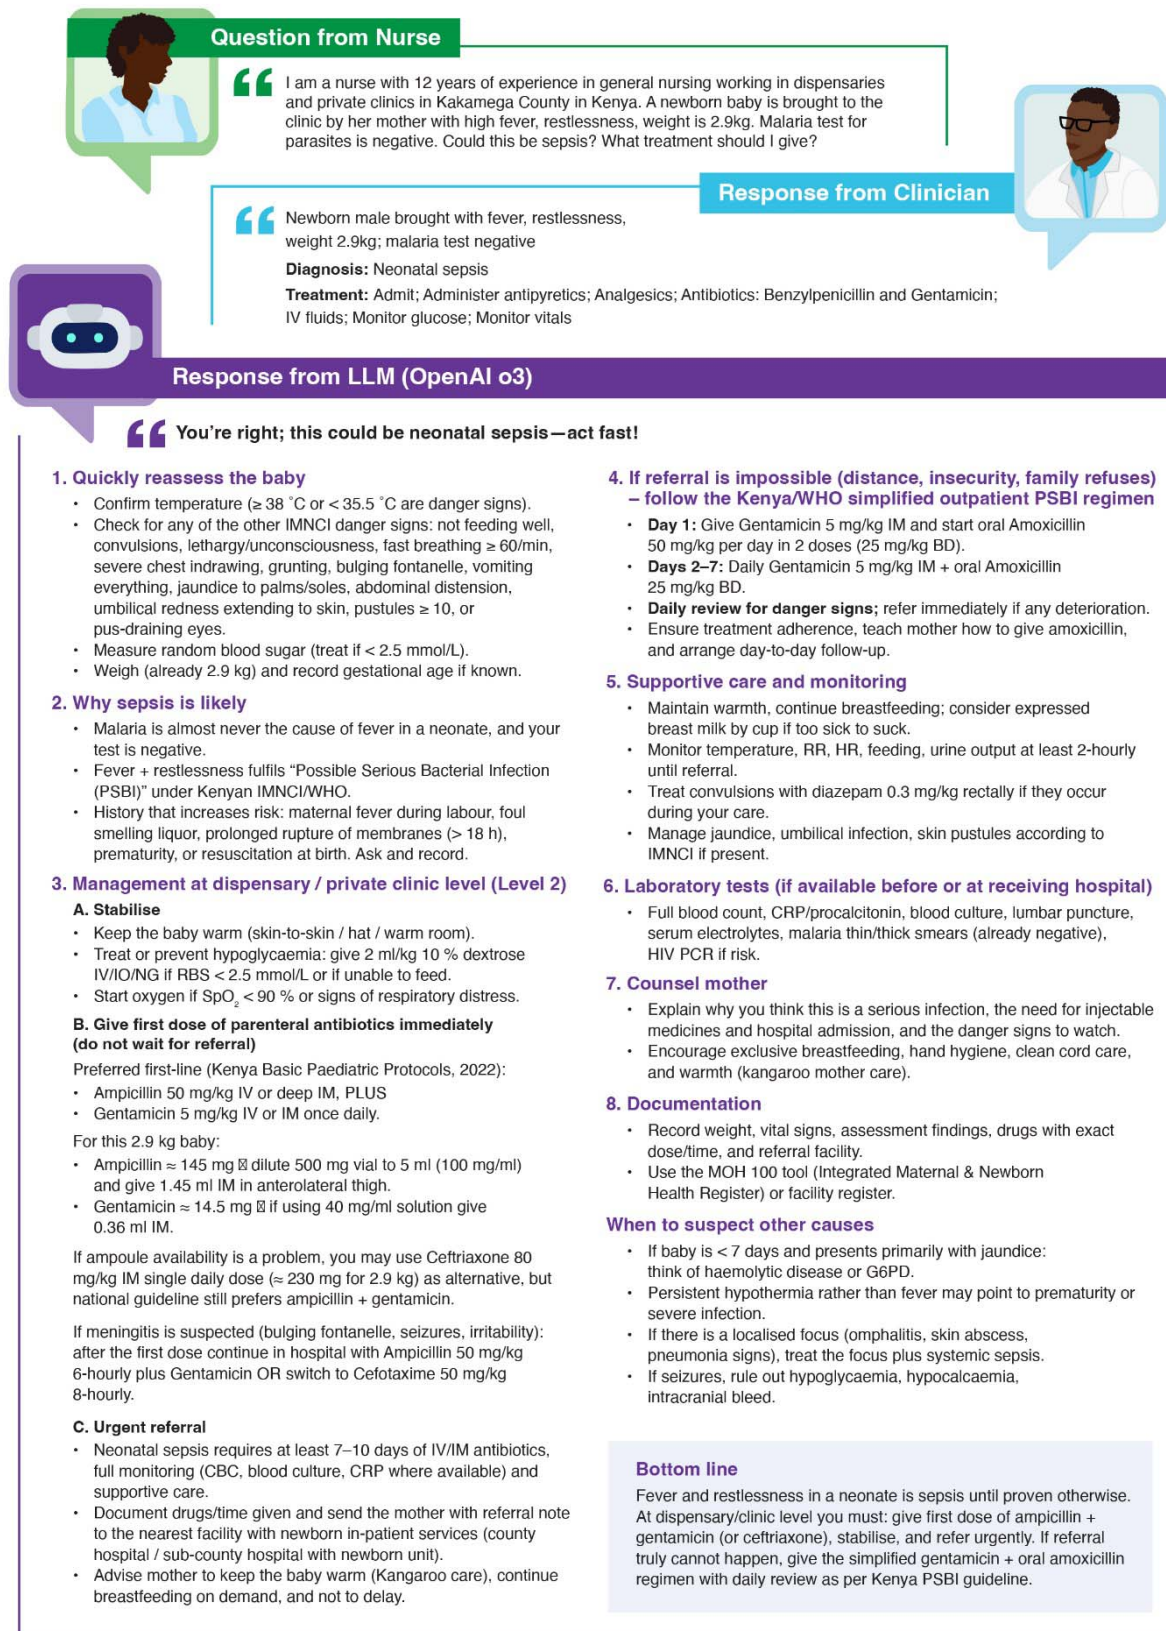 Question from Nurse
I am a nurse with 12 years of experience in general nursing working in dispensaries
and private clinics in Kakamega County in Kenya. A newborn baby is brought to the
clinic by her mother with high fever, restlessness, weight is 2.9kg. Malaria test for
parasites is negative. Could this be sepsis? What treatment should I give?
Response from Clinician
Newborn male brought with fever, restlessness,
weight 2.9kg; malaria test negative
Diagnosis: Neonatal sepsis
Treatment: Admit; Administer antipyretics; Analgesics; Antibiotics: Benzylpenicillin and Gentamicin;
IV fluids; Monitor glucose; Monitor vitals
Response from LLM (OpenAI o3)
You're right; this could be neonatal sepsis—act fast!
1. Quickly reassess the baby
• Confirm temperature (≥ 38 ˚C or < 35.5 ˚C are danger signs).
• Check for any of the other IMNCI danger signs: not feeding well,
convulsions, lethargy/unconsciousness, fast breathing ≥ 60/min,
severe chest indrawing, grunting, bulging fontanelle, vomiting
everything, jaundice to palms/soles, abdominal distension,
umbilical redness extending to skin, pustules ≥ 10, or
pus-draining eyes.
• Measure random blood sugar (treat if < 2.5 mmol/L).
• Weigh (already 2.9 kg) and record gestational age if known.
2. Why sepsis is likely
• Malaria is almost never the cause of fever in a neonate, and your
test is negative.
• Fever + restlessness fulfils “Possible Serious Bacterial Infection
(PSBI)” under Kenyan IMNCI/WHO.
• History that increases risk: maternal fever during labour, foul
smelling liquor, prolonged rupture of membranes (> 18 h),
prematurity, or resuscitation at birth. Ask and record.
3. Management at dispensary / private clinic level (Level 2)
A. Stabilise
• Keep the baby warm (skin-to-skin / hat / warm room).
• Treat or prevent hypoglycaemia: give 2 ml/kg 10 % dextrose
IV/IO/NG if RBS < 2.5 mmol/L or if unable to feed.
• Start oxygen if SpO₂ < 90 % or signs of respiratory distress.
B. Give first dose of parenteral antibiotics immediately
(do not wait for referral)
Preferred first-line (Kenya Basic Paediatric Protocols, 2022):
• Ampicillin 50 mg/kg IV or deep IM, PLUS
• Gentamicin 5 mg/kg IV or IM once daily.
For this 2.9 kg baby:
• Ampicillin ≈ 145 mg ☒ dilute 500 mg vial to 5 ml (100 mg/ml)
and give 1.45 ml IM in anterolateral thigh.
• Gentamicin ≈ 14.5 mg ☒ if using 40 mg/ml solution give
0.36 ml IM.
If ampoule availability is a problem, you may use Ceftriaxone 80
mg/kg IM single daily dose (≈ 230 mg for 2.9 kg) as alternative, but
national guideline still prefers ampicillin + gentamicin.
If meningitis is suspected (bulging fontanelle, seizures, irritability):
after the first dose continue in hospital with Ampicillin 50 mg/kg
6-hourly plus Gentamicin OR switch to Cefotaxime 50 mg/kg
8-hourly.
C. Urgent referral
• Neonatal sepsis requires at least 7–10 days of IV/IM antibiotics,
full monitoring (CBC, blood culture, CRP where available) and
supportive care.
• Document drugs/time given and send the mother with referral note
to the nearest facility with newborn in-patient services (county
hospital / sub-county hospital with newborn unit).
• Advise mother to keep the baby warm (Kangaroo care), continue
breastfeeding on demand, and not to delay.
4. If referral is impossible (distance, insecurity, family refuses)
– follow the Kenya/WHO simplified outpatient PSBI regimen
• Day 1: Give Gentamicin 5 mg/kg IM and start oral Amoxicillin
50 mg/kg per day in 2 doses (25 mg/kg BD).
• Days 2–7: Daily Gentamicin 5 mg/kg IM + oral Amoxicillin
25 mg/kg BD.
• Daily review for danger signs; refer immediately if any deterioration.
• Ensure treatment adherence, teach mother how to give amoxicillin,
and arrange day-to-day follow-up.
5. Supportive care and monitoring
• Maintain warmth, continue breastfeeding; consider expressed
breast milk by cup if too sick to suck.
• Monitor temperature, RR, HR, feeding, urine output at least 2-hourly
until referral.
• Treat convulsions with diazepam 0.3 mg/kg rectally if they occur
during your care.
• Manage jaundice, umbilical infection, skin pustules according to
IMNCI if present.
6. Laboratory tests (if available before or at receiving hospital)
• Full blood count, CRP/procalcitonin, blood culture, lumbar puncture,
serum electrolytes, malaria thin/thick smears (already negative),
HIV PCR if risk.
7. Counsel mother
• Explain why you think this is a serious infection, the need for injectable
medicines and hospital admission, and the danger signs to watch.
• Encourage exclusive breastfeeding, hand hygiene, clean cord care,
and warmth (kangaroo mother care).
8. Documentation
• Record weight, vital signs, assessment findings, drugs with exact
dose/time, and referral facility.
• Use the MOH 100 tool (Integrated Maternal & Newborn
Health Register) or facility register.
When to suspect other causes
• If baby is < 7 days and presents primarily with jaundice:
think of haemolytic disease or G6PD.
• Persistent hypothermia rather than fever may point to prematurity or
severe infection.
• If there is a localised focus (omphalitis, skin abscess,
pneumonia signs), treat the focus plus systemic sepsis.
• If seizures, rule out hypoglycaemia, hypocalcaemia,
intracranial bleed.
Bottom line
Fever and restlessness in a neonate is sepsis until proven otherwise.
At dispensary/clinic level you must: give first dose of ampicillin +
gentamicin (or ceftriaxone), stabilise, and refer urgently. If referral
truly cannot happen, give the simplified gentamicin + oral amoxicillin
regimen with daily review as per Kenya PSBI guideline.